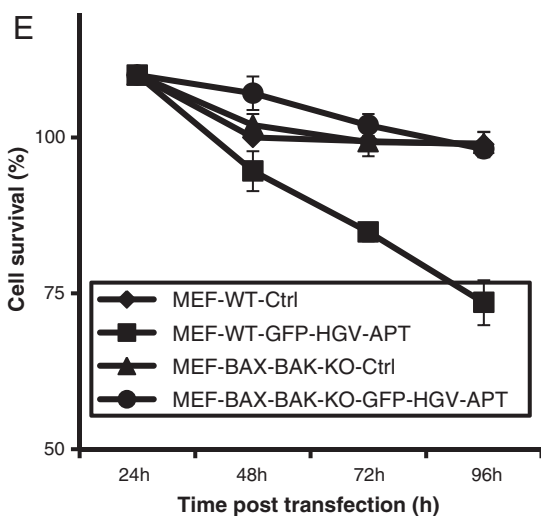 E
Cell survival (%)
100
75
50
MEF-WT-Ctrl
MEF-WT-GFP-HGV-APT
MEF-BAX-BAK-KO-Ctrl
MEF-BAX-BAK-KO-GFP-HGV-APT
24h 48h 72h 96h
Time post transfection (h)